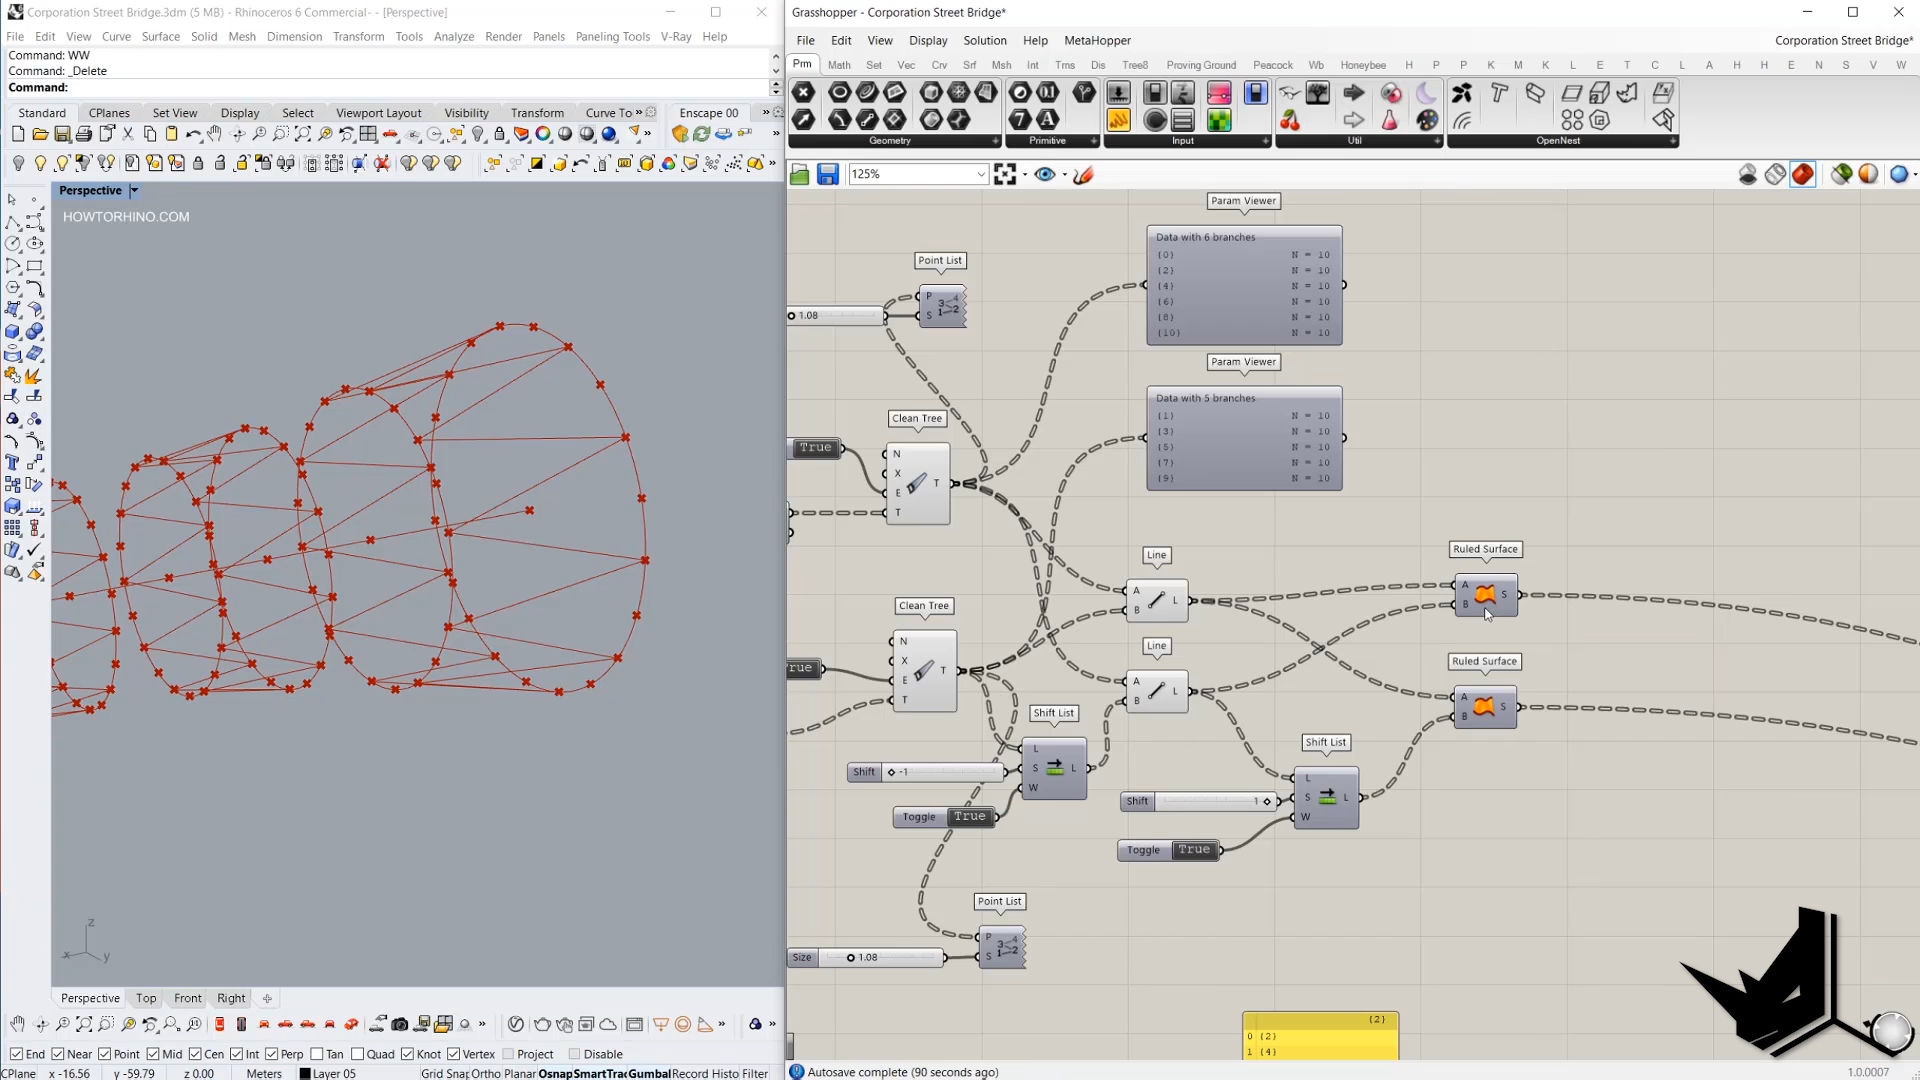 Corporation Street Bridge.3dm (5 MB) - Rhinoceros 6 Commercial- - [Perspective]
File Edit View Curve Surface Solid Mesh Dimension Transform Tools Analyze Render Panels Paneling Tools V-Ray Help
Command: WW
Command: _Delete
Command:
Standard CPlanes Set View Display Select Viewport Layout Visibility Transform Curve To » Escape 00 »
Perspective
HOWTORHINO.COM
z
x y
Perspective Top Front Right
End Near Point Mid Cen Int Perp Tan Quad Knot Vertex Project Disable
CPlane x -16.56 y -59.79 z 0.00 Meters Layer 05 Grid Snap Ortho Planar Osnap SmartTrac Gumbal Record Histo Filter
Grasshopper - Corporation Street Bridge*
File Edit View Display Solution Help MetaHopper Corporation Street Bridge*
Prm Math Set Vec Crv Srf Msh Int Trns Dis Tree8 Proving Ground Peacock Wb Honeybee H P P K M K L E T C L A H H E N S V W
Geometry Primitive Input Util OpenNest
125%
Param Viewer
Data with 6 branches
{0} N = 10
{2} N = 10
{4} N = 10
{6} N = 10
{8} N = 10
{10} N = 10
Point List
P
S
1.08
Param Viewer
Data with 5 branches
{1} N = 10
{3} N = 10
{5} N = 10
{7} N = 10
{9} N = 10
Clean Tree
True
N
X
E
T
T
Line
A
B
L
Ruled Surface
A
B
S
Clean Tree
rue
N
X
E
T
T
Line
A
B
L
Ruled Surface
A
B
S
Shift List
L
S
W
L
Shift -1
Toggle True
Shift List
L
S
W
L
Shift 1
Toggle True
Point List
P
S
Size 1.08
{2}
0 {2}
1 {4}
Autosave complete (90 seconds ago) 1.0.0007